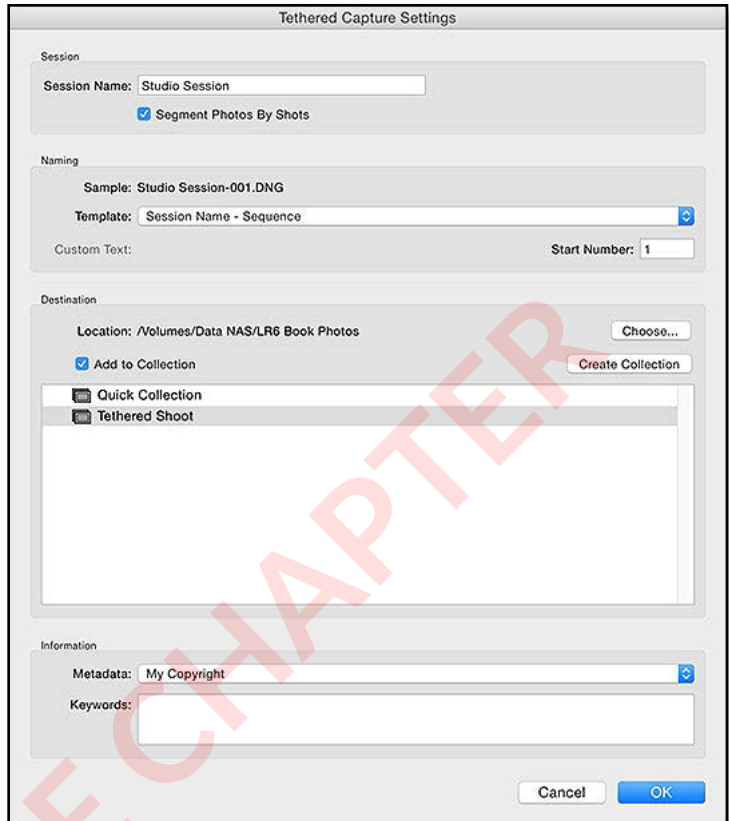 Tethered Capture Settings
Session
Session Name: Studio Session
Segment Photos By Shots
Naming
Sample: Studio Session-001.DNG
Template: Session Name - Sequence
Custom Text: Start Number: 1
Destination
Location: /Volumes/Data NAS/LR6 Book Photos Choose...
Add to Collection Create Collection
Quick Collection
Tethered Shoot
Information
Metadata: My Copyright
Keywords:
Cancel OK
E CHAPTER